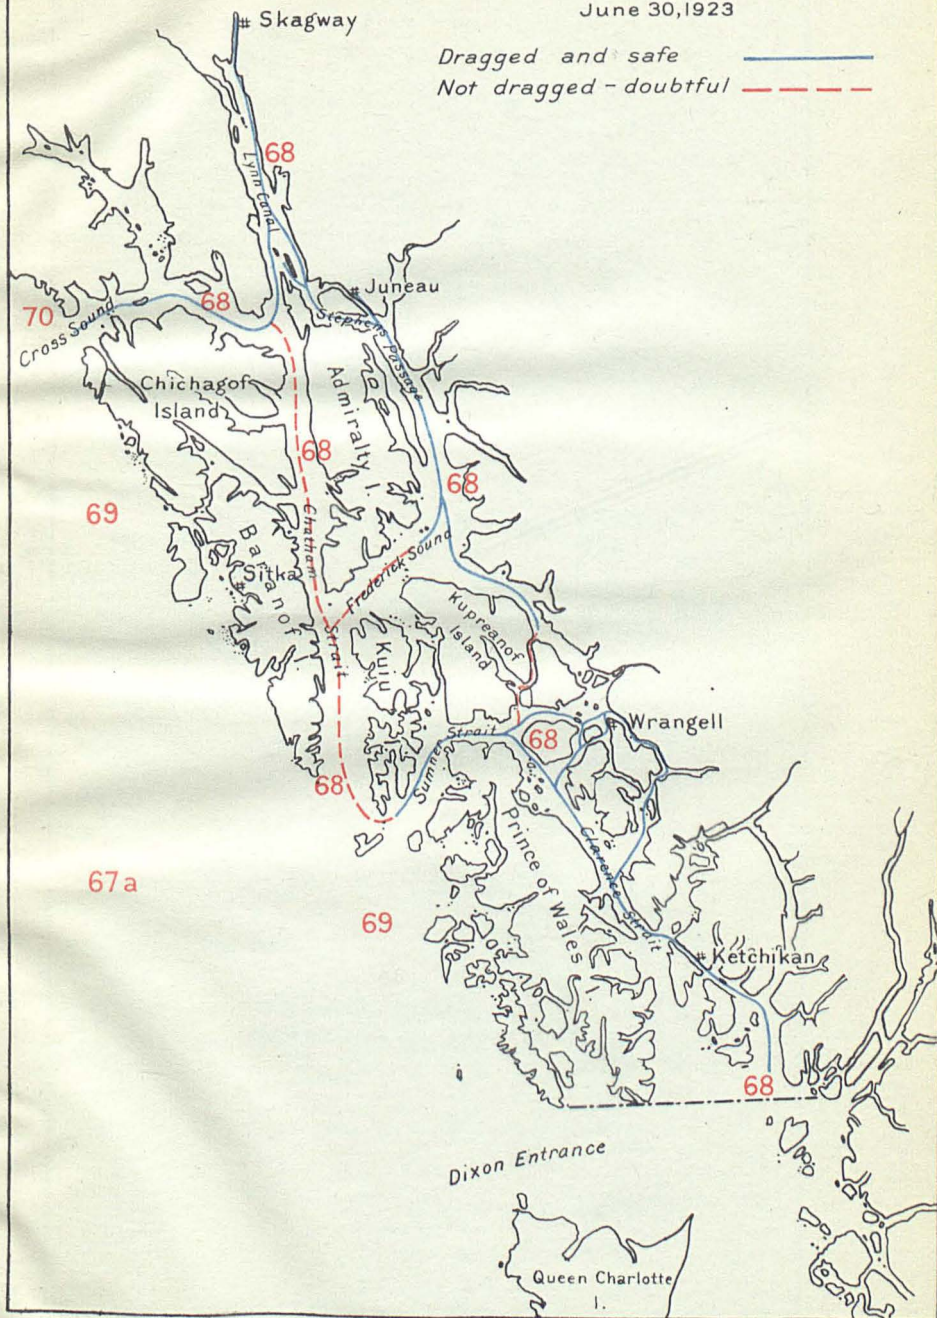 June 30,1923
Dragged and safe
Not dragged - doubtful
Skagway
68
Lynn Canal
Juneau
70
68
Cross Sound
Stephens Passage
Chichagof
Island
Admiralty I.
68
68
69
Chatham
Strait
Frederick Sound
Baranof I.
Sitka
Kupreanof
Island
Kuiu I.
Wrangell
Sumner Strait
68
68
Prince of Wales I.
Clarence Strait
67a
69
Ketchikan
68
Dixon Entrance
Queen Charlotte
I.